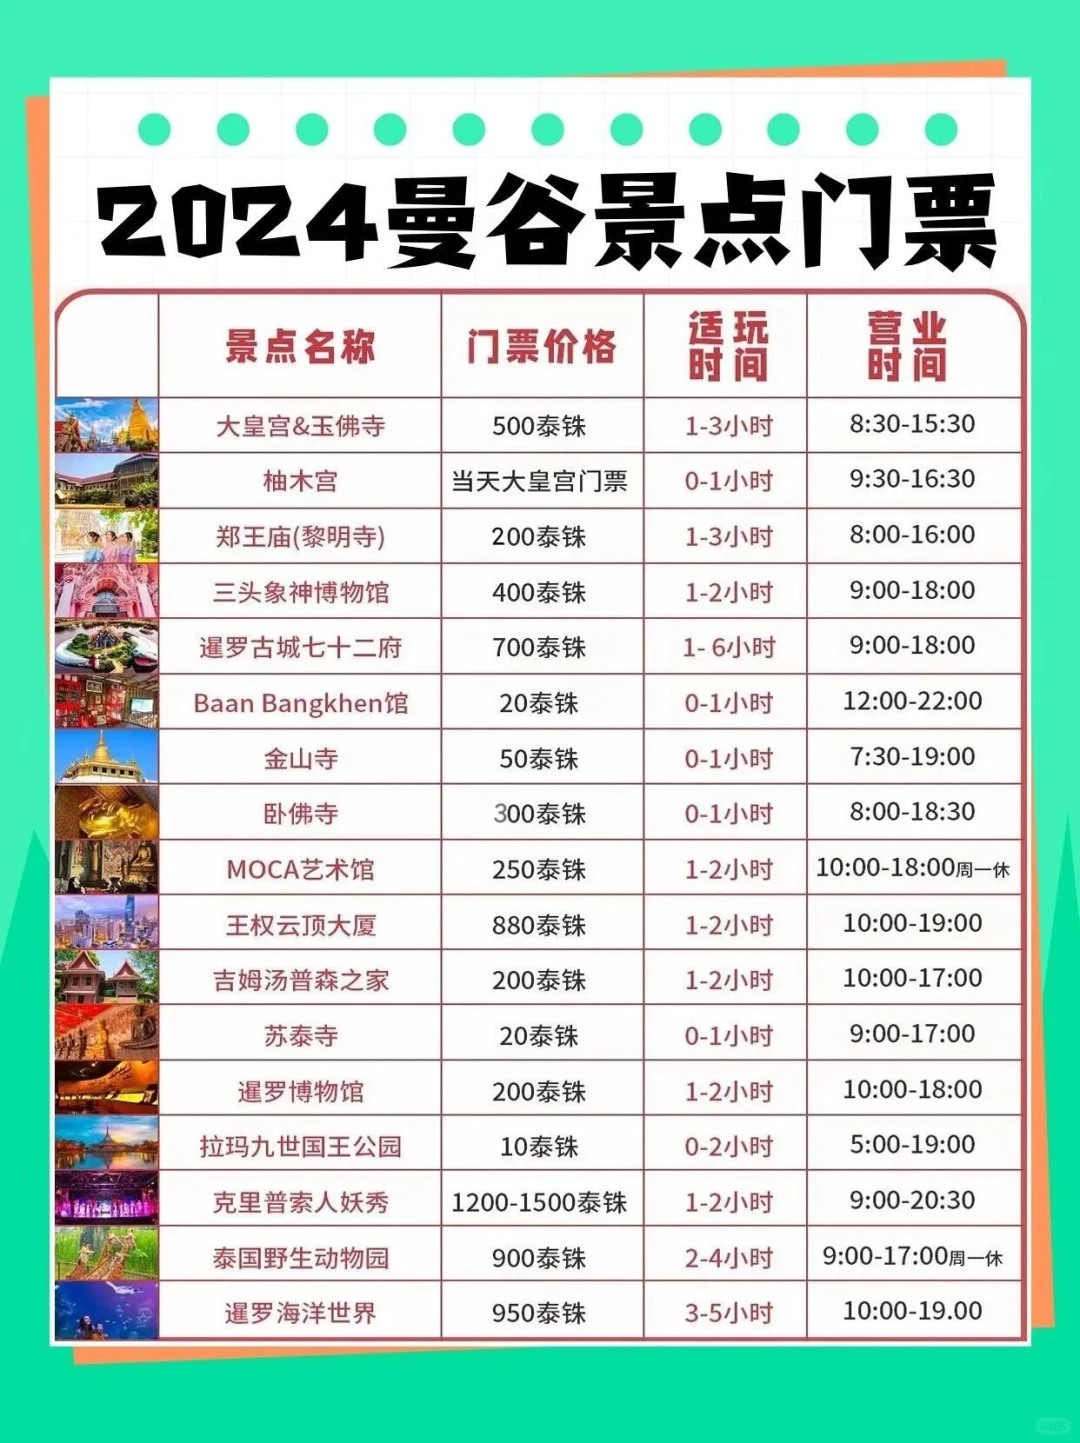 2024曼谷景点门票
景点名称 门票价格 适玩时间 营业时间
大皇宫&玉佛寺 500泰铢 1-3小时 8:30-15:30
柚木宫 当天大皇宫门票 0-1小时 9:30-16:30
郑王庙(黎明寺) 200泰铢 1-3小时 8:00-16:00
三头象神博物馆 400泰铢 1-2小时 9:00-18:00
暹罗古城七十二府 700泰铢 1- 6小时 9:00-18:00
Baan Bangkhen馆 20泰铢 0-1小时 12:00-22:00
金山寺 50泰铢 0-1小时 7:30-19:00
卧佛寺 300泰铢 0-1小时 8:00-18:30
MOCA艺术馆 250泰铢 1-2小时 10:00-18:00周一休
王权云顶大厦 880泰铢 1-2小时 10:00-19:00
吉姆汤普森之家 200泰铢 1-2小时 10:00-17:00
苏泰寺 20泰铢 0-1小时 9:00-17:00
暹罗博物馆 200泰铢 1-2小时 10:00-18:00
拉玛九世国王公园 10泰铢 0-2小时 5:00-19:00
克里普索人妖秀 1200-1500泰铢 1-2小时 9:00-20:30
泰国野生动物园 900泰铢 2-4小时 9:00-17:00周一休
暹罗海洋世界 950泰铢 3-5小时 10:00-19.00